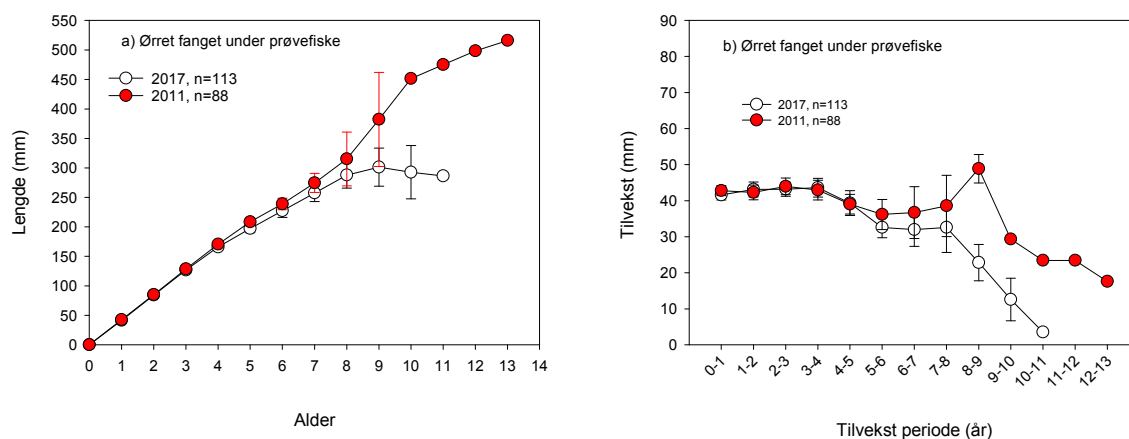 a) Ørret fanget under prøvefiske
2017, n=113
2011, n=88
Lengde (mm)
550
500
450
400
350
300
250
200
150
100
50
0
0 1 2 3 4 5 6 7 8 9 10 11 12 13 14
Alder
b) Ørret fanget under prøvefiske
2017, n=113
2011, n=88
Tilvekst (mm)
90
80
70
60
50
40
30
20
10
0
0-1 1-2 2-3 3-4 4-5 5-6 6-7 7-8 8-9 9-10 10-11 11-12 12-13
Tilvekst periode (år)